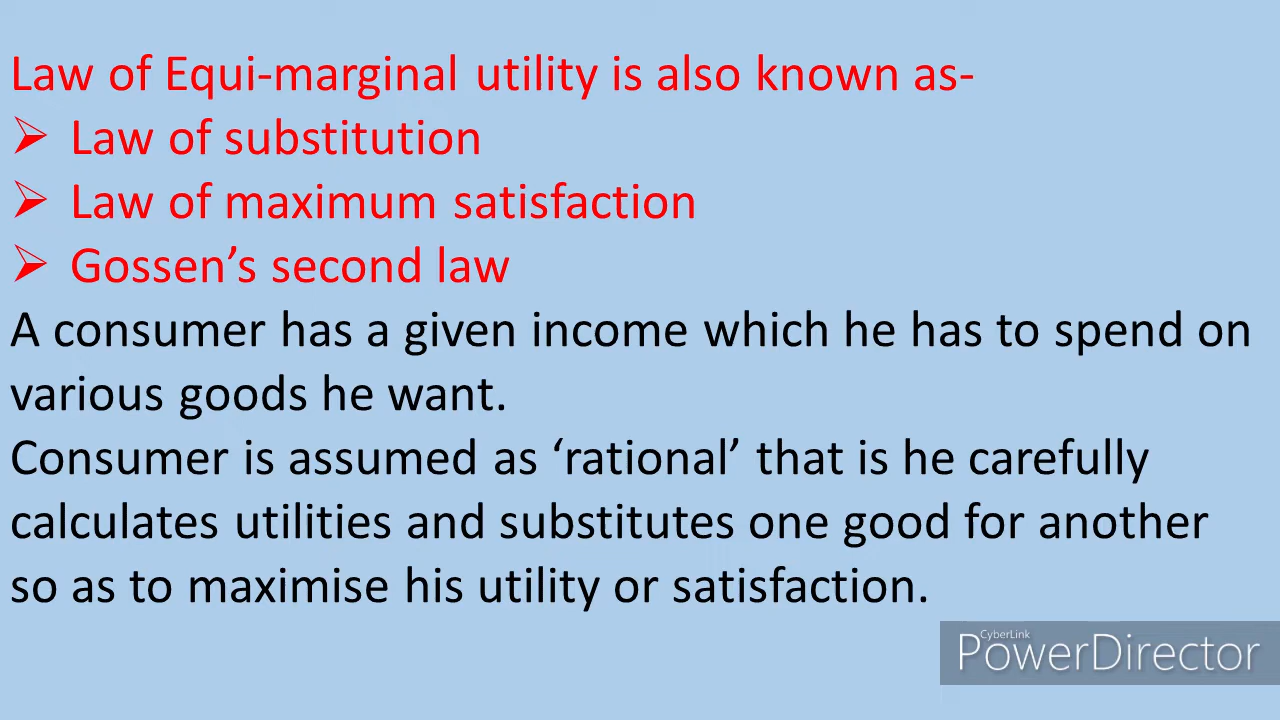 Law of Equi-marginal utility is also known as-
➢ Law of substitution
➢ Law of maximum satisfaction
➢ Gossen’s second law
A consumer has a given income which he has to spend on
various goods he want.
Consumer is assumed as ‘rational’ that is he carefully
calculates utilities and substitutes one good for another
so as to maximise his utility or satisfaction.
CyberLink
PowerDirector